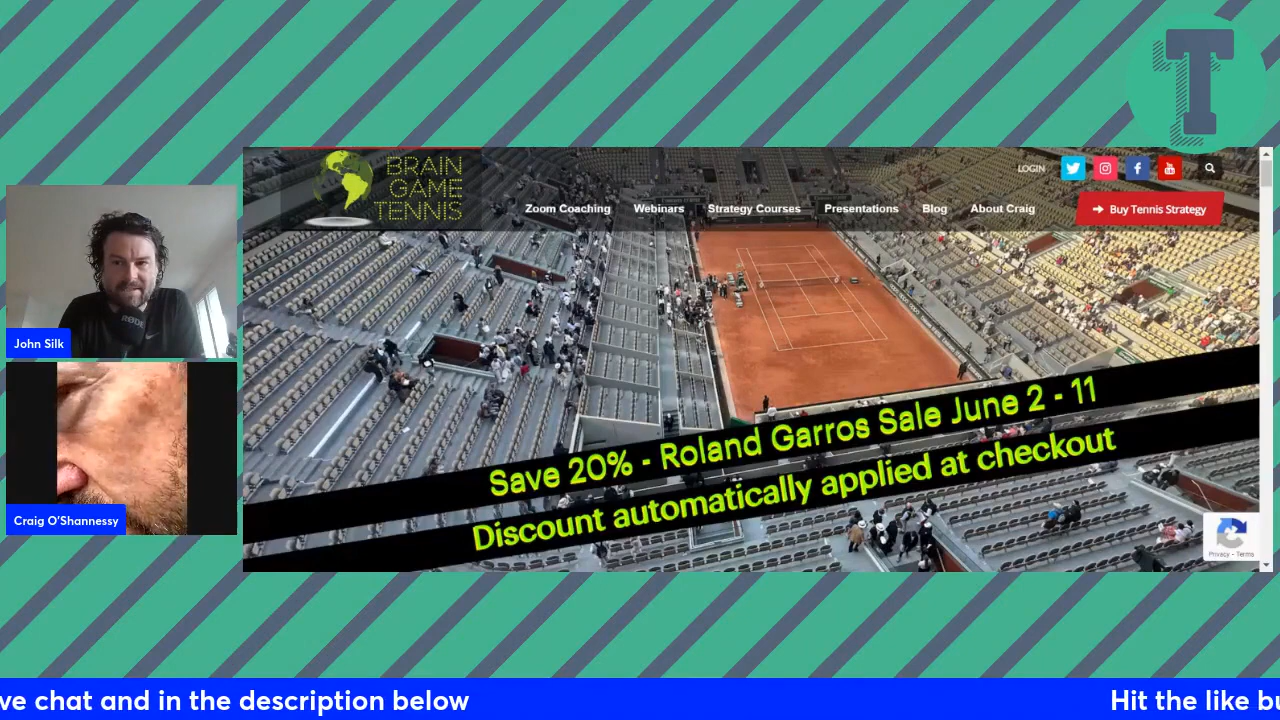 T
BRAIN
GAME
TENNIS
LOGIN
Zoom Coaching Webinars Strategy Courses Presentations Blog About Craig
Buy Tennis Strategy
John Silk
Craig O'Shannessy
Save 20% - Roland Garros Sale June 2 - 11
Discount automatically applied at checkout
Privacy - Terms
ve chat and in the description below
Hit the like bu